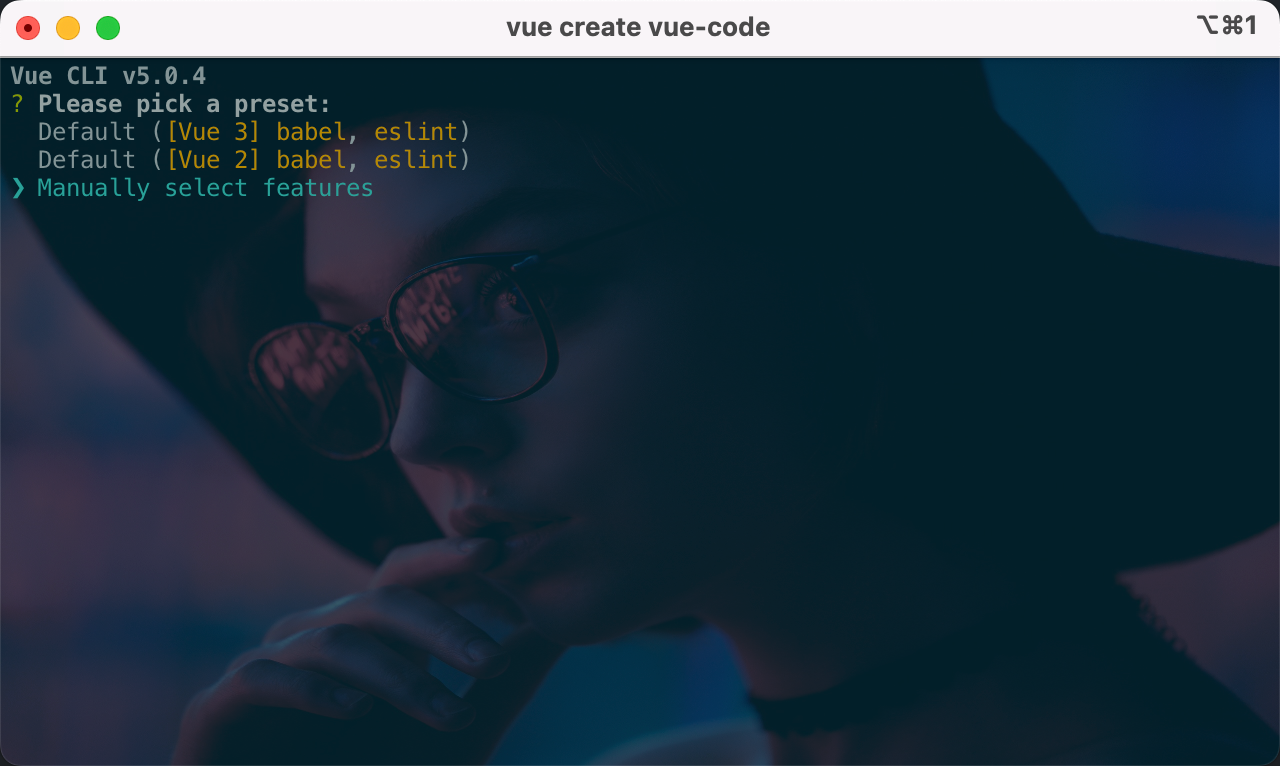 vue create vue-code
⌥⌘1
Vue CLI v5.0.4
? Please pick a preset:
Default ([Vue 3] babel, eslint)
Default ([Vue 2] babel, eslint)
❯ Manually select features